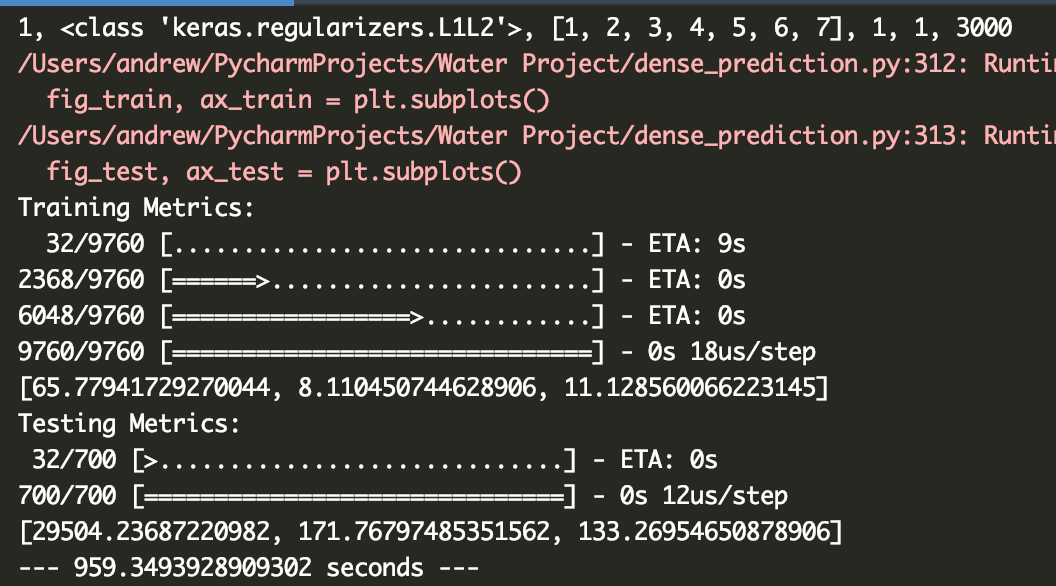 1, <class 'keras.regularizers.L1L2'>, [1, 2, 3, 4, 5, 6, 7], 1, 1, 3000
/Users/andrew/PycharmProjects/Water Project/dense_prediction.py:312:
  fig_train, ax_train = plt.subplots()
/Users/andrew/PycharmProjects/Water Project/dense_prediction.py:313:
  fig_test, ax_test = plt.subplots()
Training Metrics:
  32/9760 [..............................] - ETA: 9s
2368/9760 [======>.......................] - ETA: 0s
6048/9760 [=================>............] - ETA: 0s
9760/9760 [==============================] - 0s 18us/step
[65.77941729270044, 8.110450744628906, 11.128560066223145]
Testing Metrics:
 32/700 [>.............................] - ETA: 0s
700/700 [==============================] - 0s 12us/step
[29504.23687220982, 171.76797485351562, 133.26954650878906]
--- 959.3493928909302 seconds ---